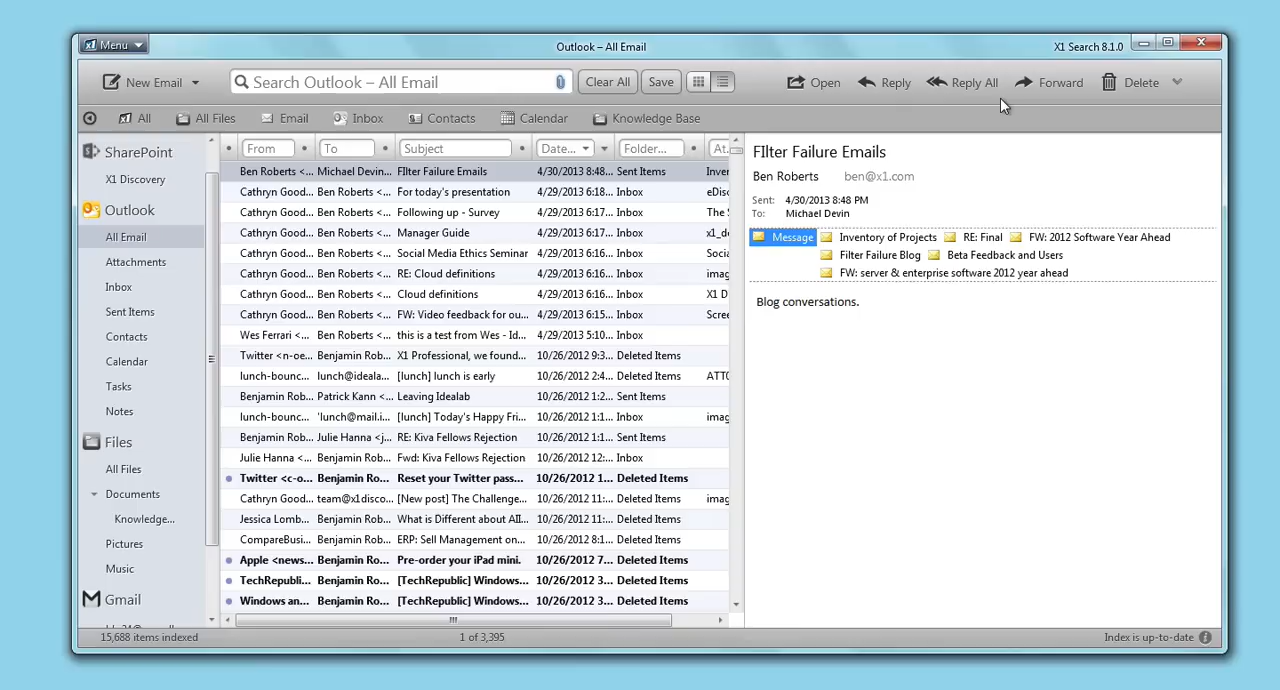 x1 Menu
Outlook – All Email
X1 Search 8.1.0
New Email
Search Outlook – All Email
Clear All
Save
Open
Reply
Reply All
Forward
Delete
All
All Files
Email
Inbox
Contacts
Calendar
Knowledge Base
SharePoint
X1 Discovery
Outlook
All Email
Attachments
Inbox
Sent Items
Contacts
Calendar
Tasks
Notes
Files
All Files
Documents
Knowledge...
Pictures
Music
Gmail
From To Subject Date... Folder... At.
Ben Roberts <... Michael Devin... FIlter Failure Emails 4/30/2013 8:48... Sent Items Inver
Cathryn Good... Ben Roberts <... For today's presentation 4/29/2013 6:18... Inbox eDisc
Cathryn Good... Ben Roberts <... Following up - Survey 4/29/2013 6:17... Inbox The S
Cathryn Good... Ben Roberts <... Manager Guide 4/29/2013 6:17... Inbox x1_de
Cathryn Good... Ben Roberts <... Social Media Ethics Seminar 4/29/2013 6:16... Inbox Socia
Cathryn Good... Ben Roberts <... RE: Cloud definitions 4/29/2013 6:16... Inbox imag
Cathryn Good... Ben Roberts <... Cloud definitions 4/29/2013 6:16... Inbox X1 D
Cathryn Good... Ben Roberts <... FW: Video feedback for ou... 4/29/2013 6:15... Inbox Scree
Wes Ferrari <... Ben Roberts <... this is a test from Wes - Id... 4/29/2013 5:10... Inbox
Twitter <n-oe... Benjamin Rob... X1 Professional, we found... 10/26/2012 9:3... Deleted Items
lunch-bounc... lunch@ideala... [lunch] lunch is early 10/26/2012 2:4... Deleted Items ATT0
Benjamin Rob... Patrick Kann <... Leaving Idealab 10/26/2012 1:2... Sent Items
lunch-bounc... 'lunch@mail.i... [lunch] Today's Happy Fri... 10/26/2012 1:1... Inbox imag
Benjamin Rob... Julie Hanna <j... RE: Kiva Fellows Rejection 10/26/2012 1:1... Sent Items
Julie Hanna <... Benjamin Rob... Fwd: Kiva Fellows Rejection 10/26/2012 12:... Inbox
Twitter <c-o... Benjamin Ro... Reset your Twitter pass... 10/26/2012 1... Deleted Items
Cathryn Good... team@x1disco... [New post] The Challenge... 10/26/2012 11:... Deleted Items imag
Jessica Lomb... Benjamin Rob... What is Different about AII... 10/26/2012 11:... Deleted Items
CompareBusi... Benjamin Rob... ERP: Sell Management on... 10/26/2012 8:1... Deleted Items
Apple <news... Benjamin Ro... Pre-order your iPad mini. 10/26/2012 7... Deleted Items
TechRepubli... Benjamin Ro... [TechRepublic] Windows... 10/26/2012 3... Deleted Items
Windows an... Benjamin Ro... [TechRepublic] Windows... 10/26/2012 3... Deleted Items
FIlter Failure Emails
Ben Roberts ben@x1.com
Sent: 4/30/2013 8:48 PM
To: Michael Devin
Message Inventory of Projects RE: Final FW: 2012 Software Year Ahead
Filter Failure Blog Beta Feedback and Users
FW: server & enterprise software 2012 year ahead
Blog conversations.
15,688 items indexed
1 of 3,395
Index is up-to-date